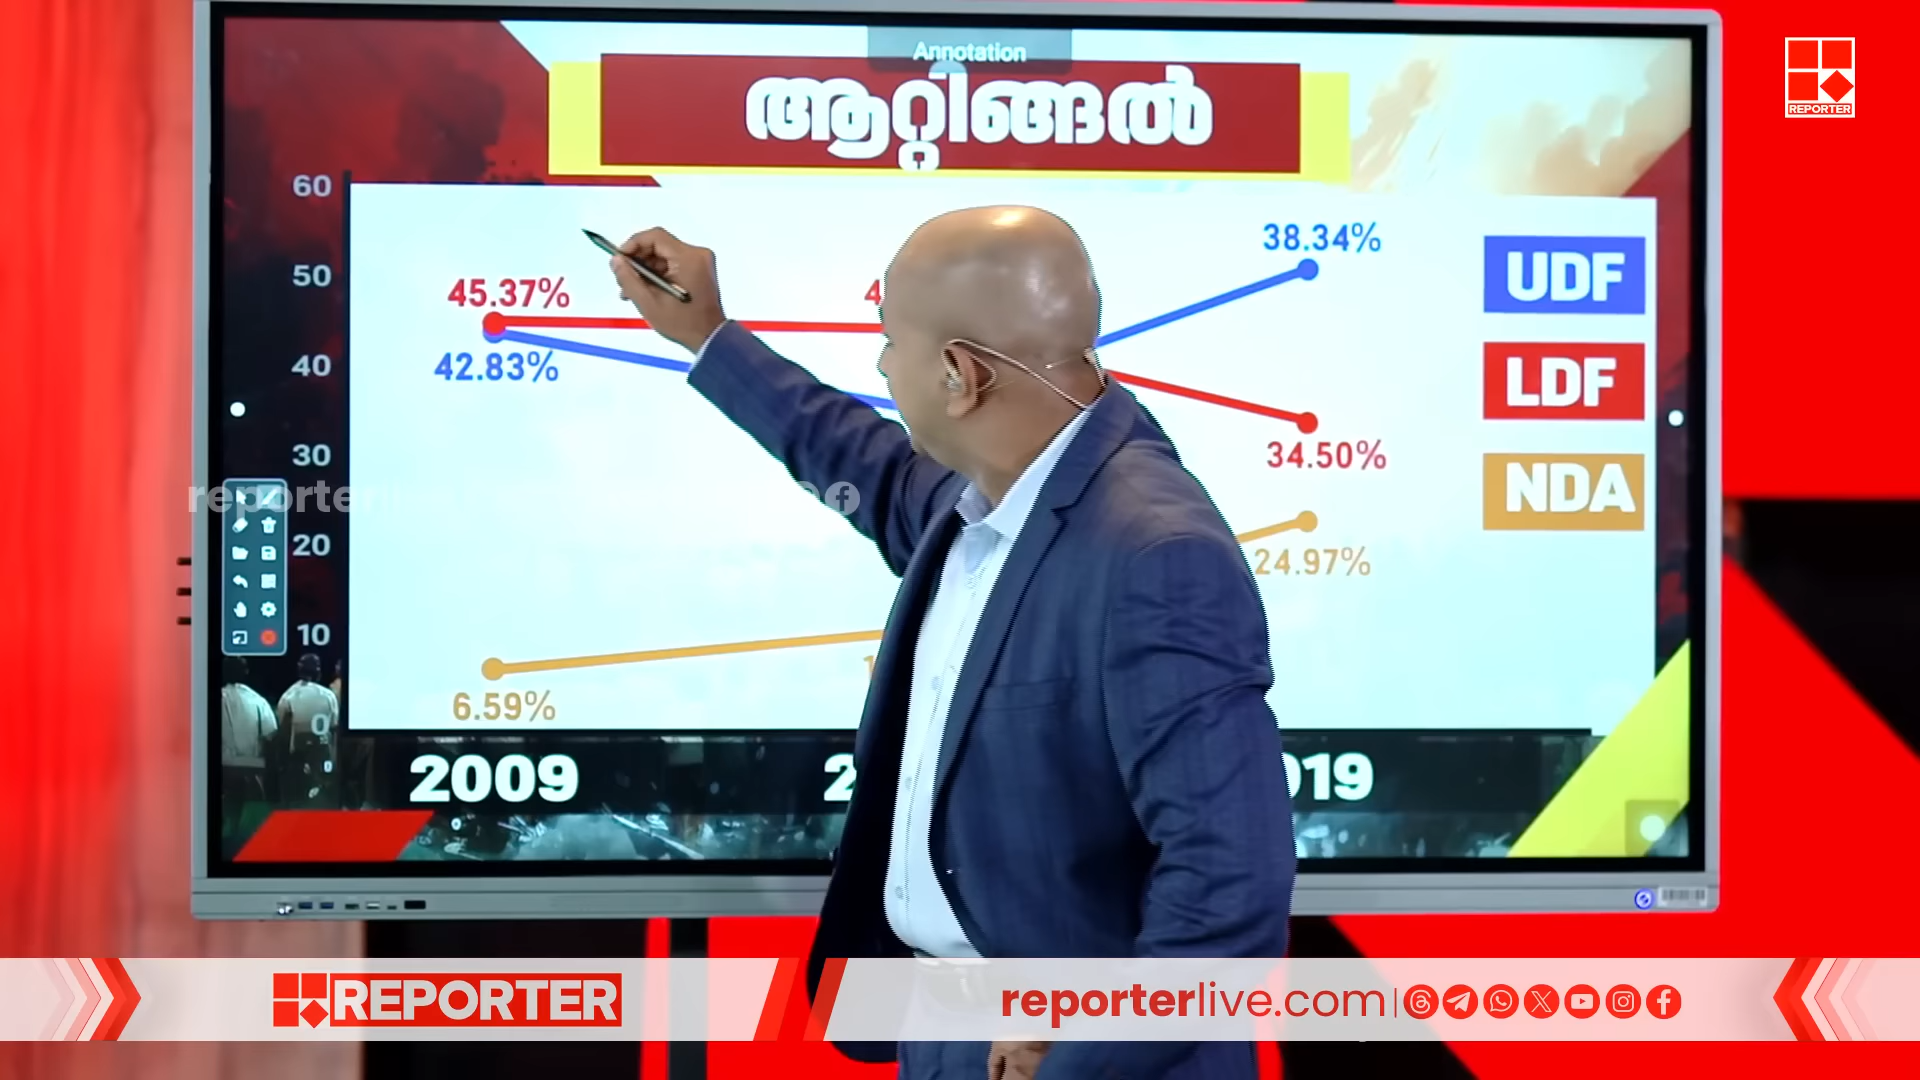 Annotation
ആറ്റിങ്ങൽ
REPORTER
60
50
40
30
20
10
0
45.37%
42.83%
6.59%
38.34%
34.50%
24.97%
UDF
LDF
NDA
2009
REPORTER
reporterlive.com